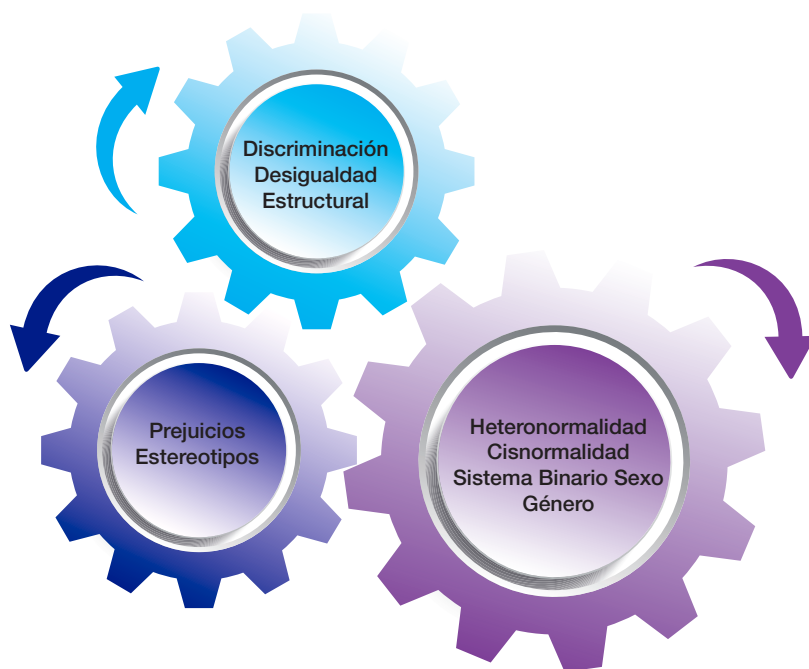 Discriminación
Desigualdad
Estructural
Prejuicios
Estereotipos
Heteronormalidad
Cisnormalidad
Sistema Binario Sexo
Género